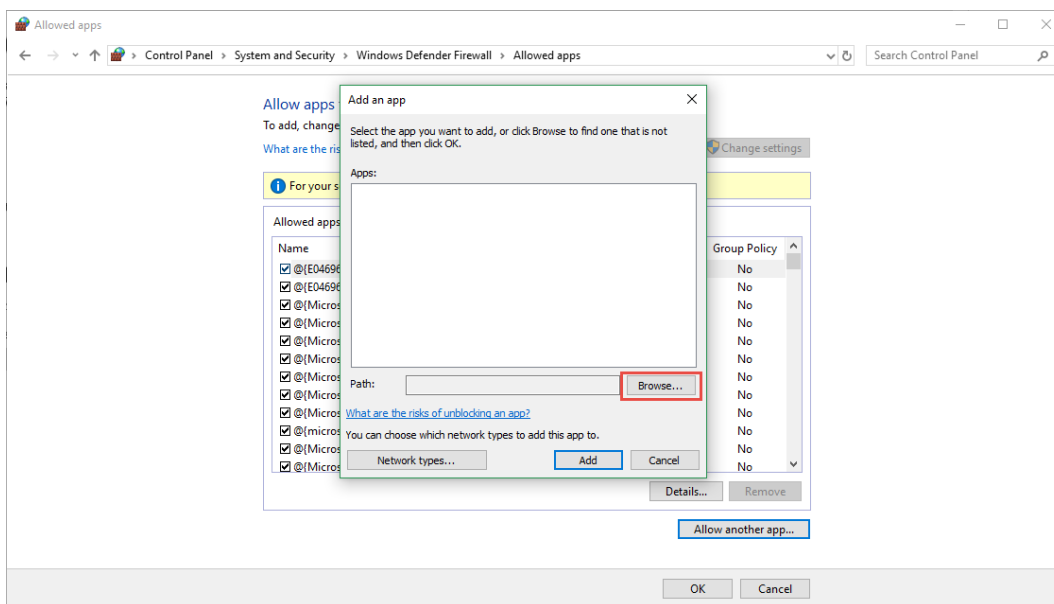 Allowed apps
Control Panel > System and Security > Windows Defender Firewall > Allowed apps
Search Control Panel
Allow apps
To add, change
What are the ris
Change settings
For your s
Allowed apps
Name
Group Policy
@{E04696
No
@{E04696
No
@{Micros
No
@{Micros
No
@{Micros
No
@{Micros
No
@{Micros
No
@{Micros
No
@{Micros
No
@{micros
No
@{Micros
No
@{Micros
No
Details...
Remove
Allow another app...
OK
Cancel
Add an app
Select the app you want to add, or click Browse to find one that is not
listed, and then click OK.
Apps:
Path:
Browse...
What are the risks of unblocking an app?
You can choose which network types to add this app to.
Network types...
Add
Cancel